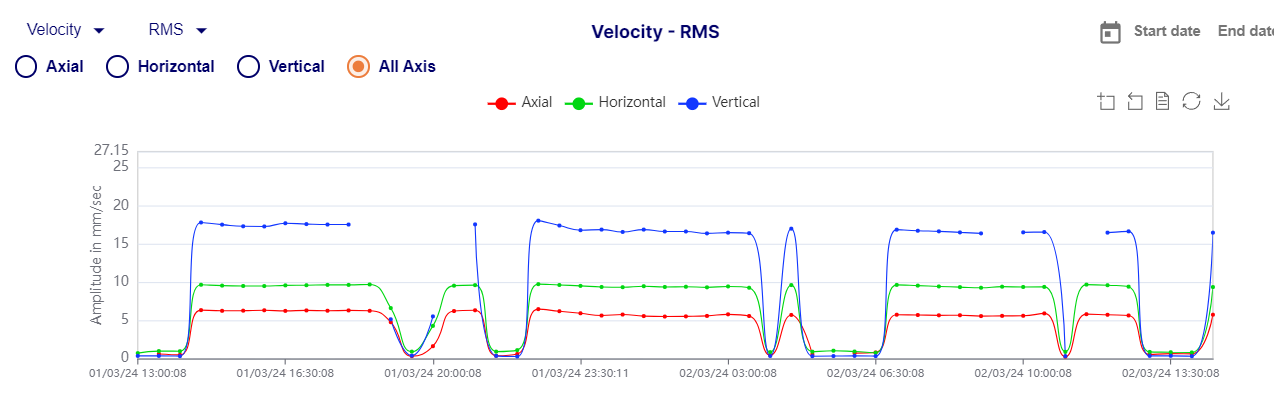 Velocity RMS Velocity - RMS Start date End date
Axial Horizontal Vertical All Axis
Axial Horizontal Vertical
27.15
25
20
15
10
5
0
Amplitude in mm/sec
01/03/24 13:00:08 01/03/24 16:30:08 01/03/24 20:00:08 01/03/24 23:30:11 02/03/24 03:00:08 02/03/24 06:30:08 02/03/24 10:00:08 02/03/24 13:30:08